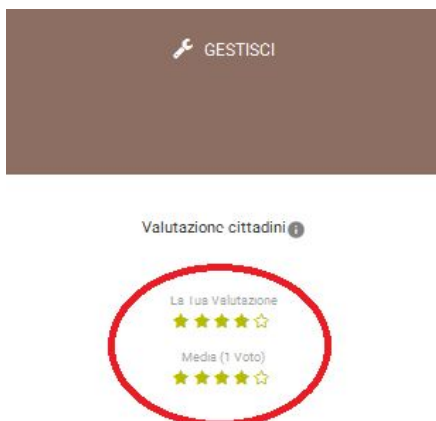 GESTISCI
Valutazione cittadini
La Tua Valutazione
Media (1 Voto)